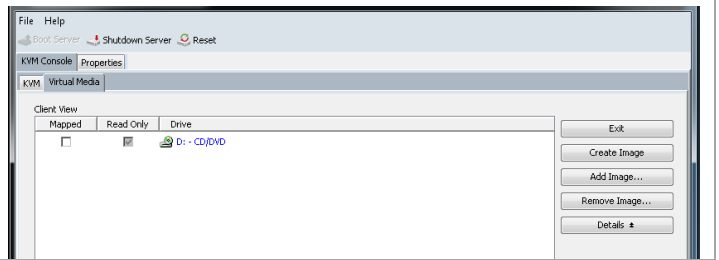 File Help
Boot Server Shutdown Server Reset
KVM Console Properties
KVM Virtual Media
Client View
Mapped Read Only Drive
D: - CD/DVD
Exit
Create Image
Add Image...
Remove Image...
Details